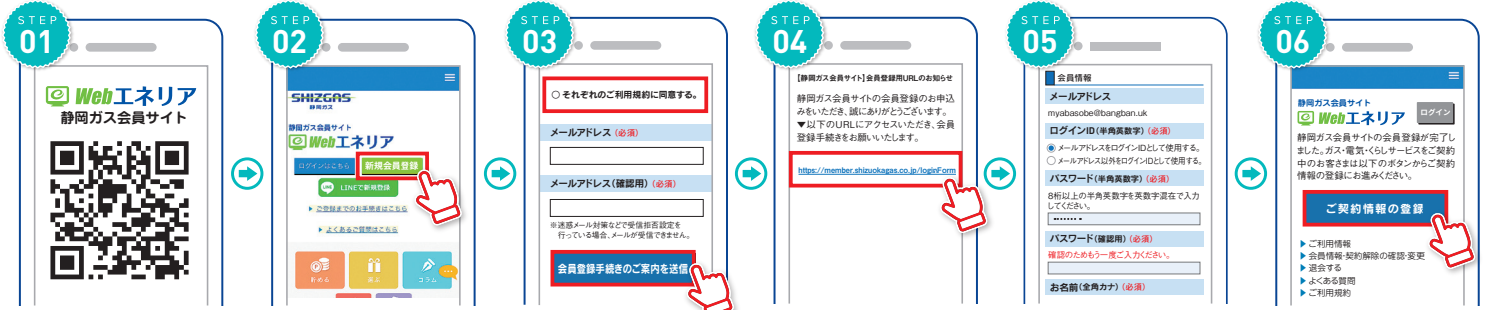 STEP
01
Webエネリア
静岡ガス会員サイト
STEP
02
SHIZGAS
静岡ガス
静岡ガス会員サイト
Webエネリア
ログインはこちら
新規会員登録
LINE
LINEで新規登録
▶ ご登録までのお手続きはこちら
▶ よくあるご質問はこちら
貯める
コラム
STEP
03
○ それぞれのご利用規約に同意する。
メールアドレス (必須)
メールアドレス(確認用) (必須)
※迷惑メール対策などで受信拒否設定を
行っている場合、メールが受信できません。
会員登録手続きのご案内を送信
STEP
04
【静岡ガス会員サイト】会員登録用URLのお知らせ
静岡ガス会員サイトの会員登録のお申込
みをいただき、誠にありがとうございます。
▼以下のURLにアクセスいただき、会員
登録手続きをお願いいたします。
https://member.shizuokagas.co.jp/loginForm
STEP
05
会員情報
メールアドレス
myabasobe@bangban.uk
ログインID(半角英数字) (必須)
メールアドレスをログインIDとして使用する。
メールアドレス以外をログインIDとして使用する。
パスワード(半角英数字) (必須)
8桁以上の半角英数字を英数字混在で入力
してください。
パスワード(確認用) (必須)
確認のためもう一度ご入力ください。
お名前(全角カナ) (必須)
STEP
06
静岡ガス会員サイト
Webエネリア
ログイン
静岡ガス会員サイトの会員登録が完了し
ました。ガス・電気・くらしサービスをご契約
中のお客さまは以下のボタンからご契約
情報の登録にお進みください。
ご契約情報の登録
▶ ご利用情報
▶ 会員情報・契約解除の確認・変更
▶ 退会する
▶ よくある質問
▶ ご利用規約